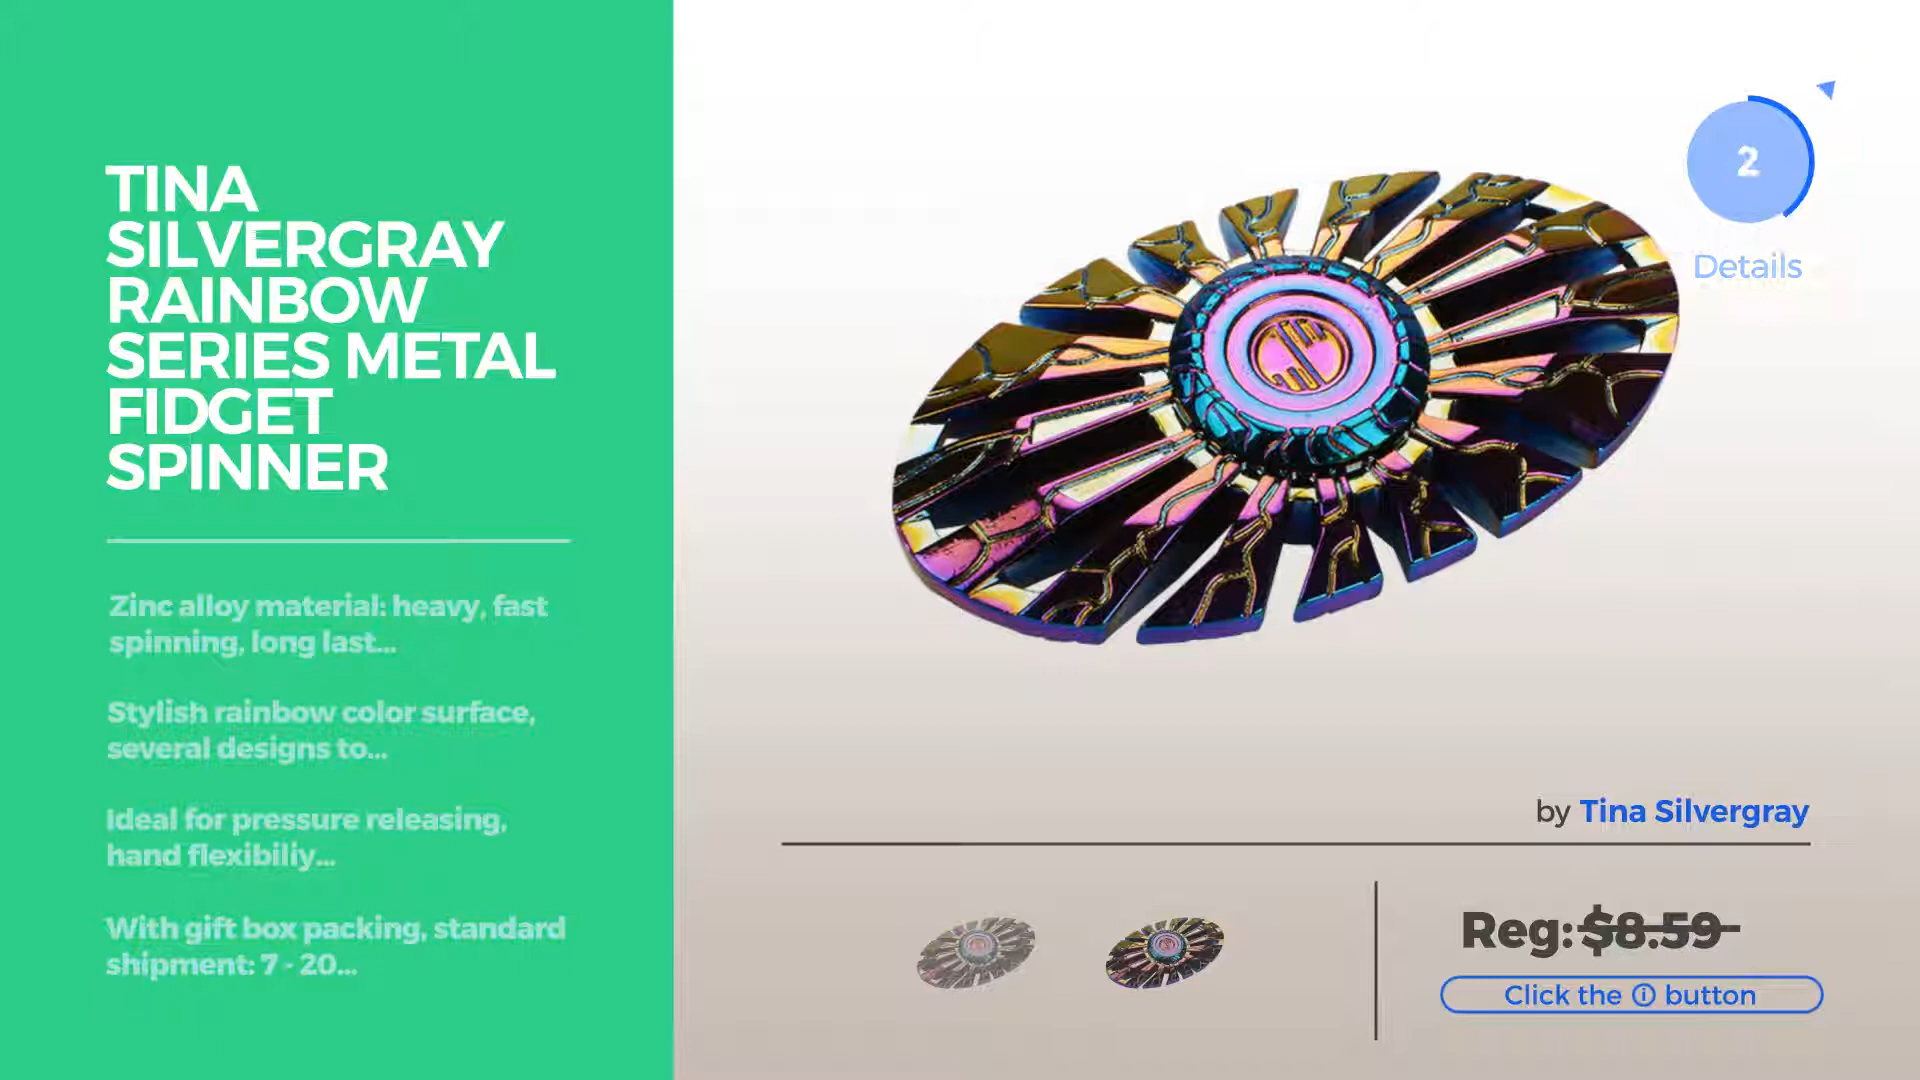 TINA
SILVERGRAY
RAINBOW
SERIES METAL
FIDGET
SPINNER
Zinc alloy material: heavy, fast
spinning, long last...
Stylish rainbow color surface,
several designs to...
Ideal for pressure releasing,
hand flexibiliy...
With gift box packing, standard
shipment: 7 - 20...
2
Details
by Tina Silvergray
Reg: $8.59
Click the ⓘ button